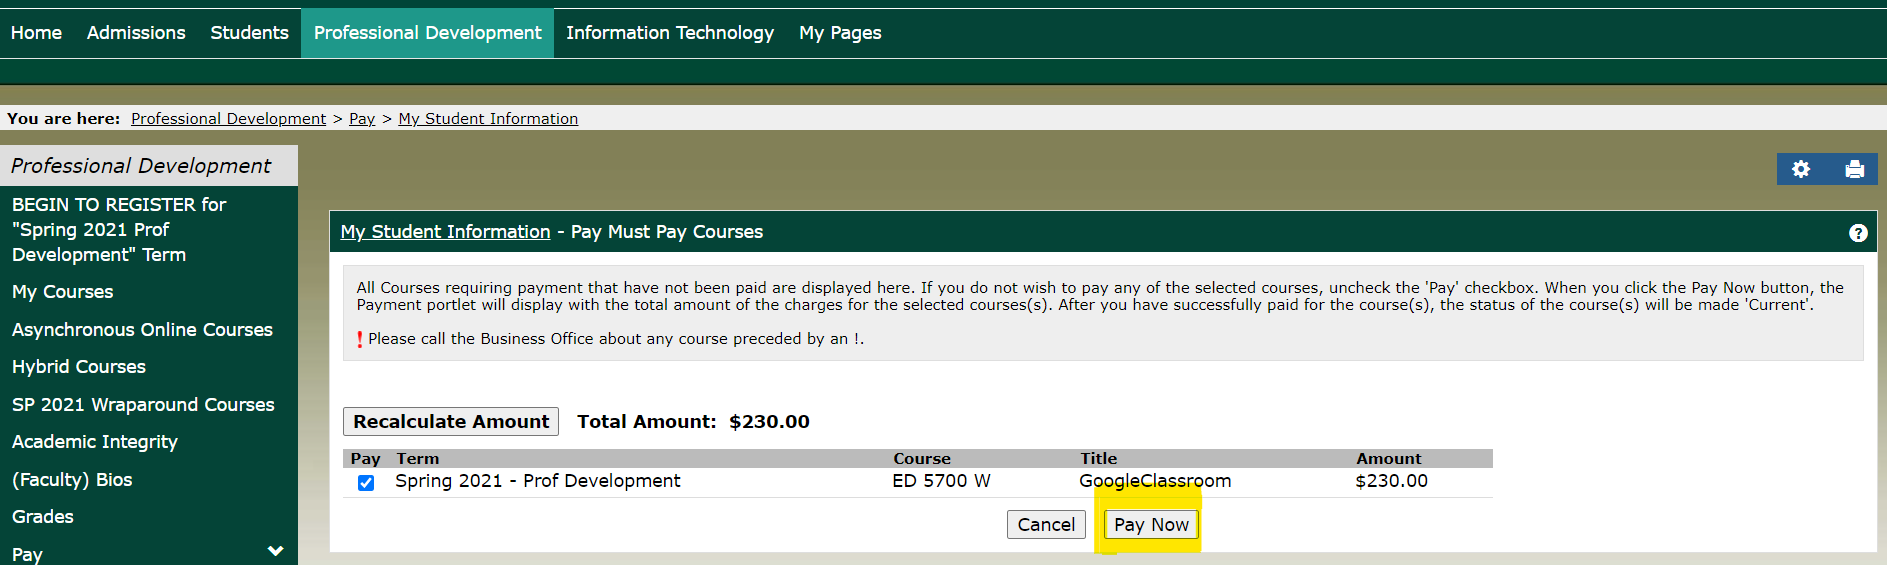 Home Admissions Students Professional Development Information Technology My Pages
You are here: Professional Development > Pay > My Student Information
Professional Development
BEGIN TO REGISTER for
"Spring 2021 Prof
Development" Term
My Courses
Asynchronous Online Courses
Hybrid Courses
SP 2021 Wraparound Courses
Academic Integrity
(Faculty) Bios
Grades
Pay
My Student Information - Pay Must Pay Courses
?
All Courses requiring payment that have not been paid are displayed here. If you do not wish to pay any of the selected courses, uncheck the 'Pay' checkbox. When you click the Pay Now button, the
Payment portlet will display with the total amount of the charges for the selected courses(s). After you have successfully paid for the course(s), the status of the course(s) will be made 'Current'.
! Please call the Business Office about any course preceded by an !.
Recalculate Amount Total Amount: $230.00
Pay Term Course Title Amount
Spring 2021 - Prof Development ED 5700 W GoogleClassroom $230.00
Cancel Pay Now